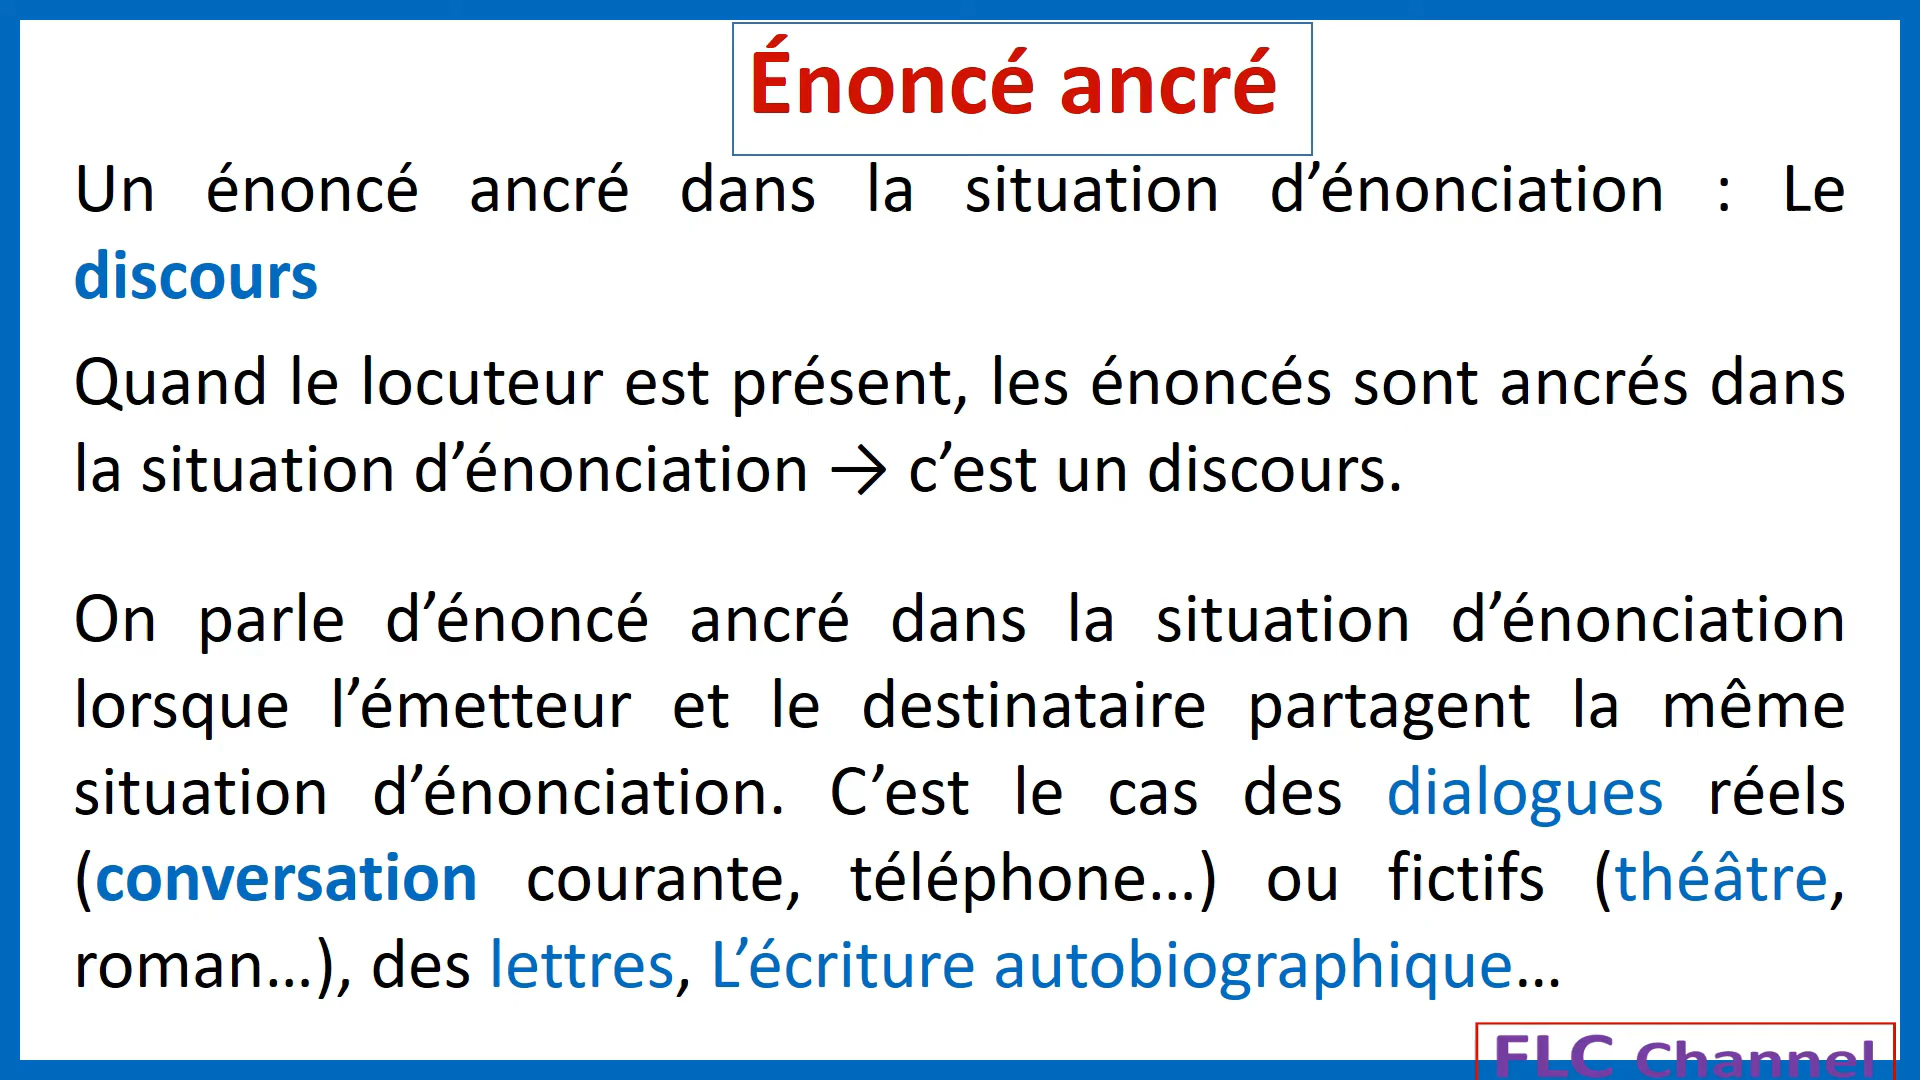 Énoncé ancré
Un énoncé ancré dans la situation d’énonciation : Le
discours
Quand le locuteur est présent, les énoncés sont ancrés dans
la situation d’énonciation → c’est un discours.
On parle d’énoncé ancré dans la situation d’énonciation
lorsque l’émetteur et le destinataire partagent la même
situation d’énonciation. C’est le cas des dialogues réels
(conversation courante, téléphone…) ou fictifs (théâtre,
roman…), des lettres, L’écriture autobiographique…
FLC Channel